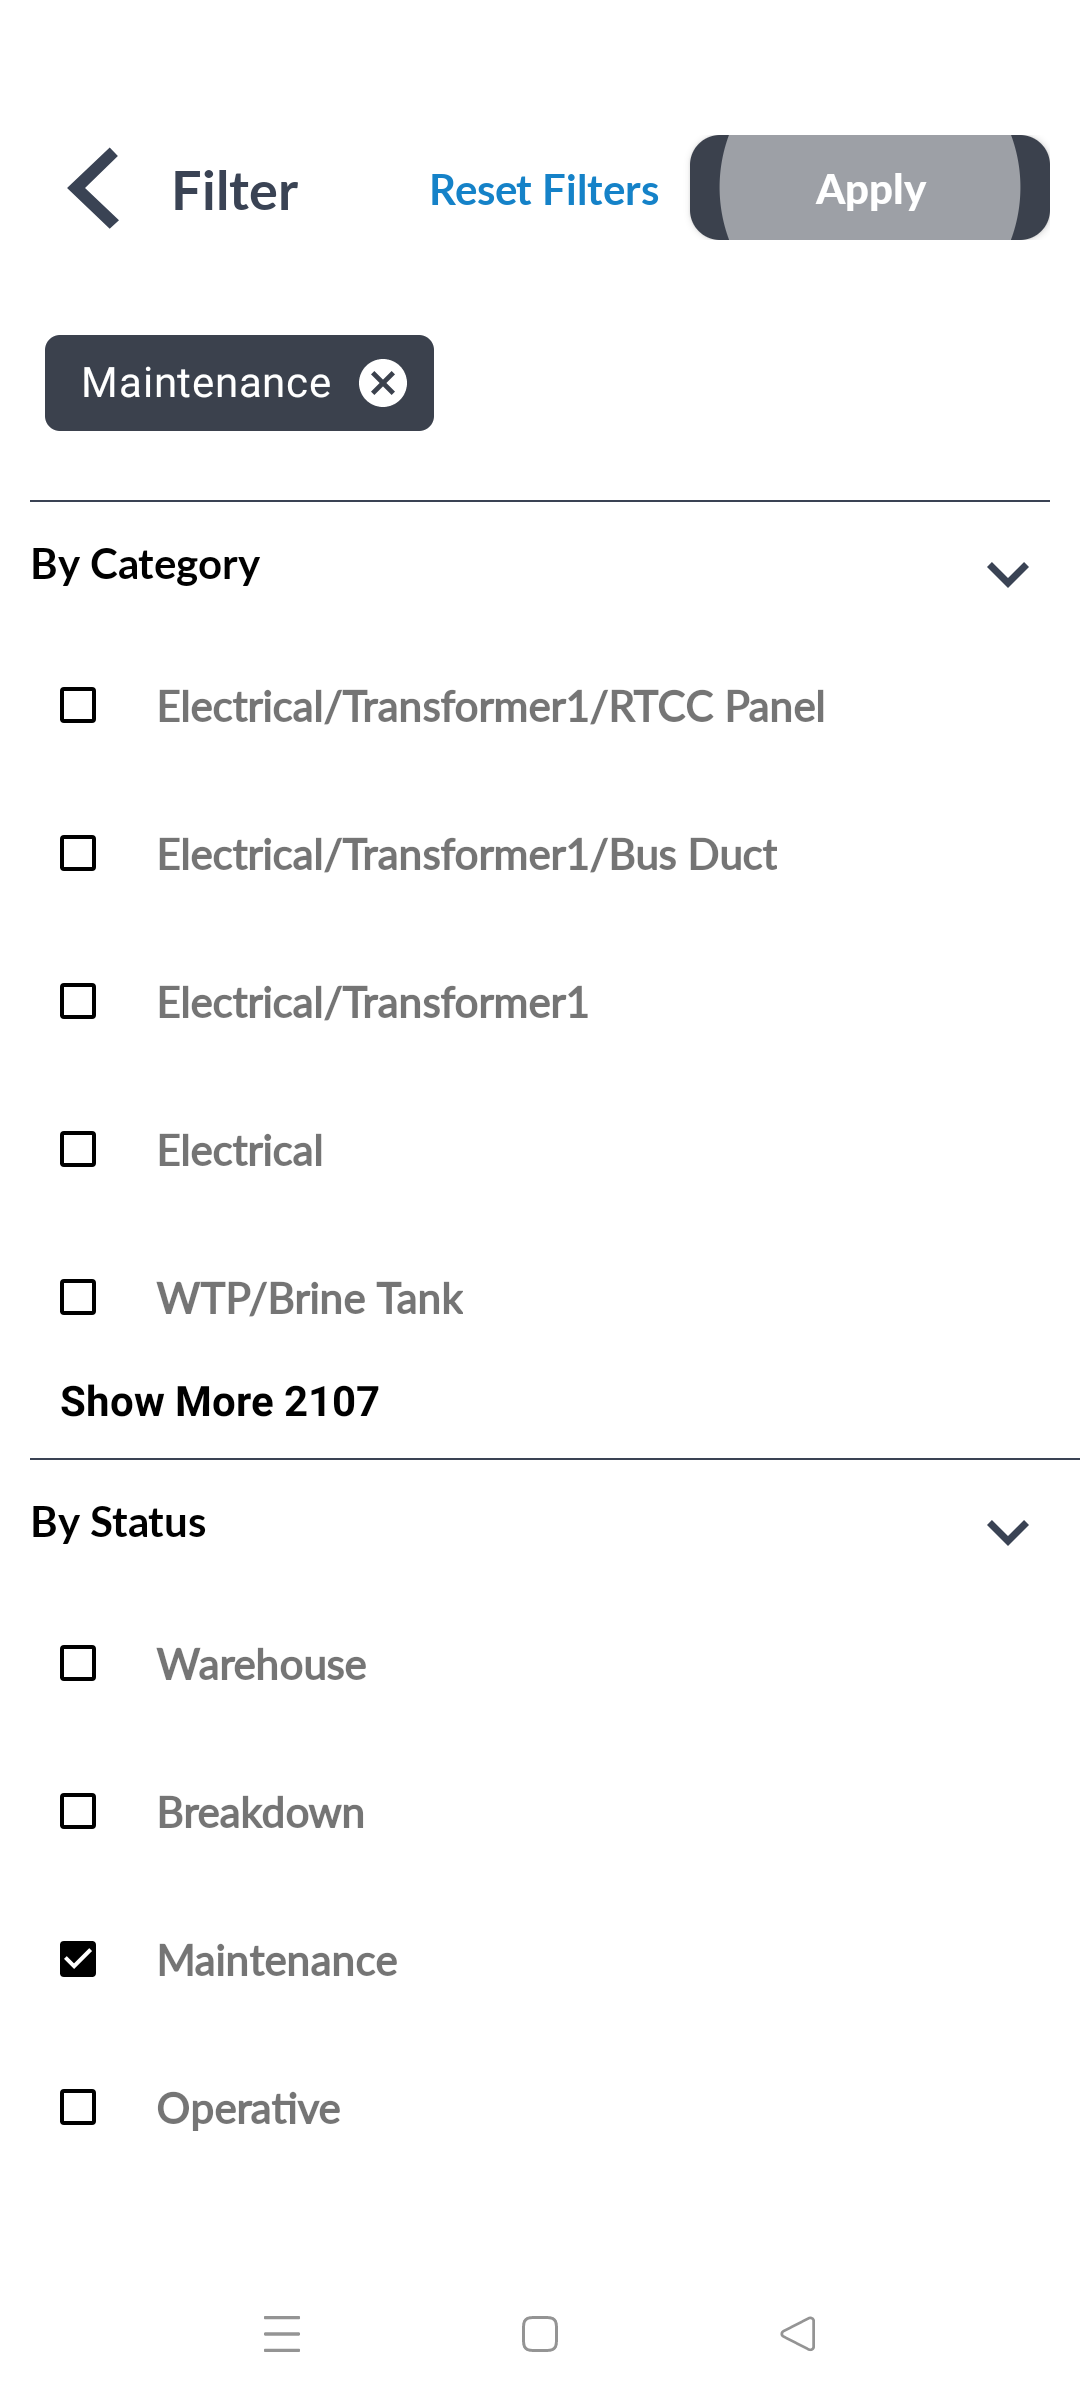 Filter
Reset Filters
Apply
Maintenance
By Category
Electrical/Transformer1/RTCC Panel
Electrical/Transformer1/Bus Duct
Electrical/Transformer1
Electrical
WTP/Brine Tank
Show More 2107
By Status
Warehouse
Breakdown
Maintenance
Operative